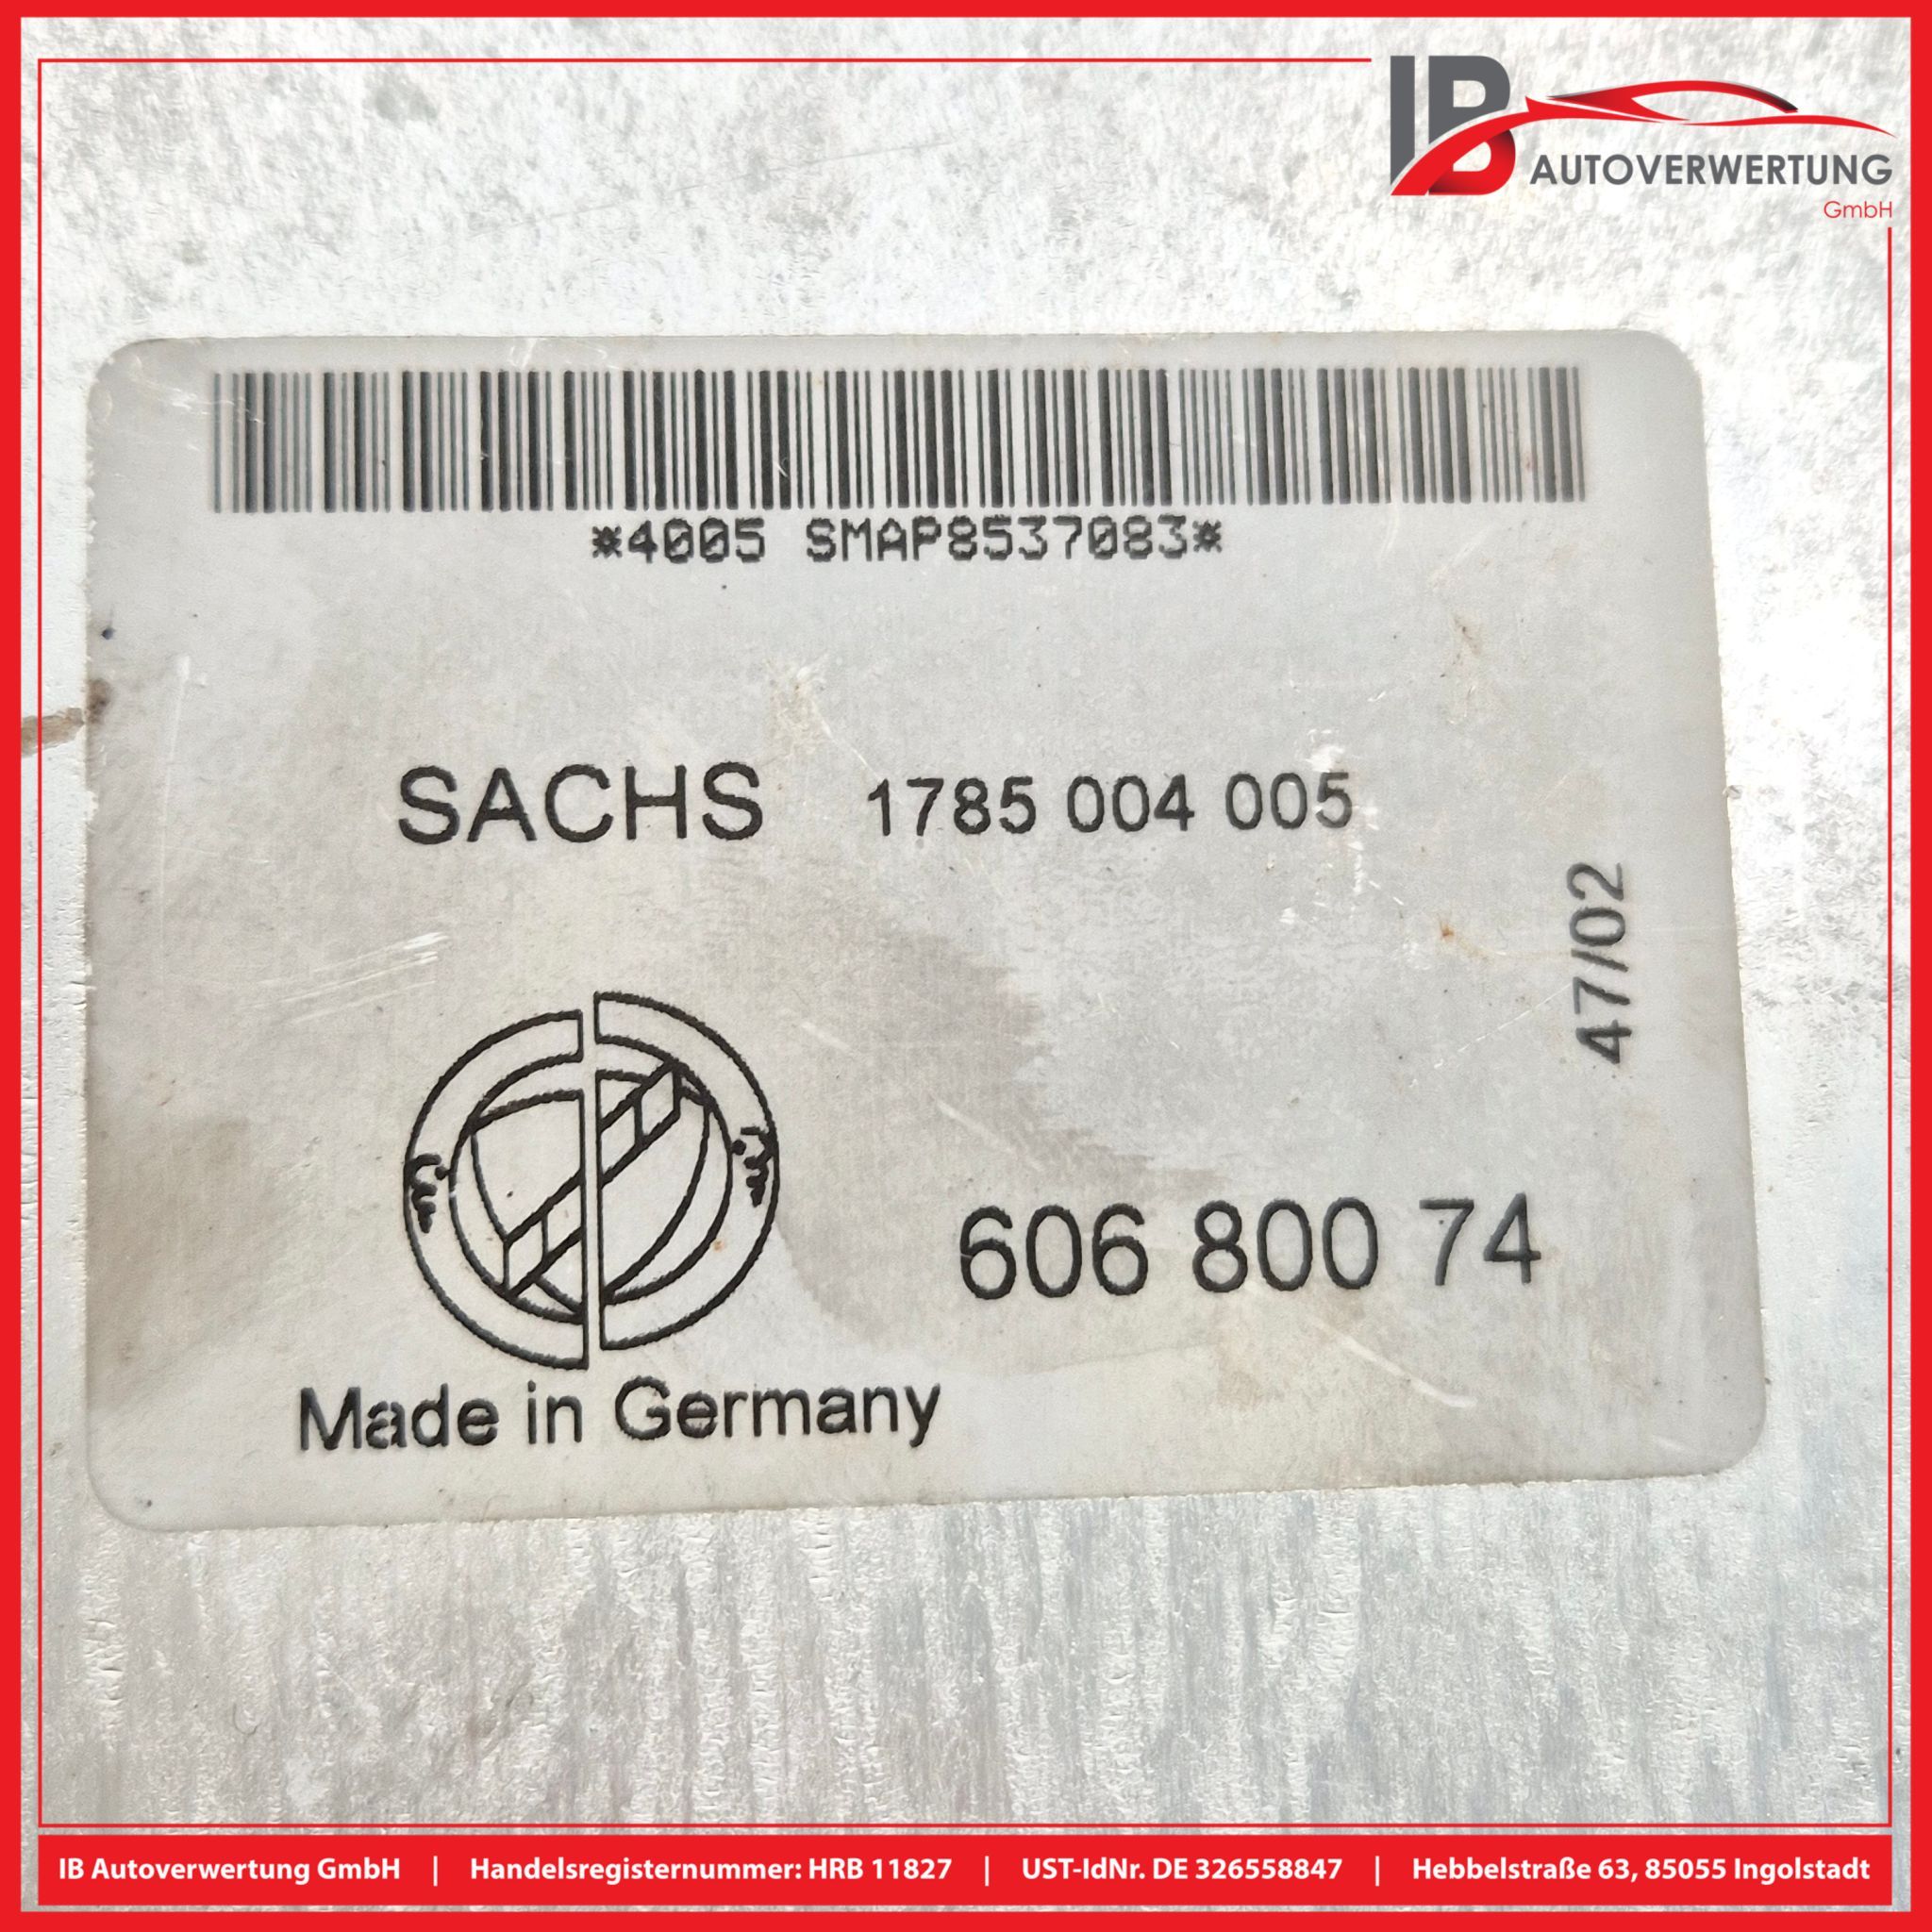 IB
AUTOVERWERTUNG
GmbH
*4005 SMAP8537083*
SACHS 1785 004 005
47/02
606 800 74
Made in Germany
IB Autoverwertung GmbH | Handelsregisternummer: HRB 11827 | UST-IdNr. DE 326558847 | Hebbelstraße 63, 85055 Ingolstadt